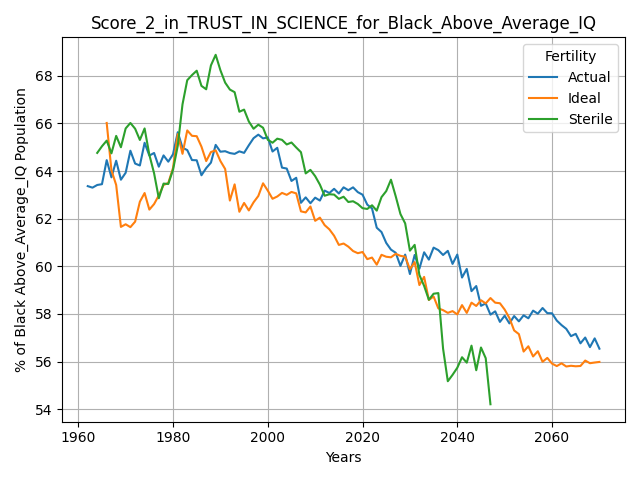 Score_2_in_TRUST_IN_SCIENCE_for_Black_Above_Average_IQ
% of Black Above_Average_IQ Population
68
66
64
62
60
58
56
54
1960
1980
2000
2020
2040
2060
Years
Fertility
Actual
Ideal
Sterile